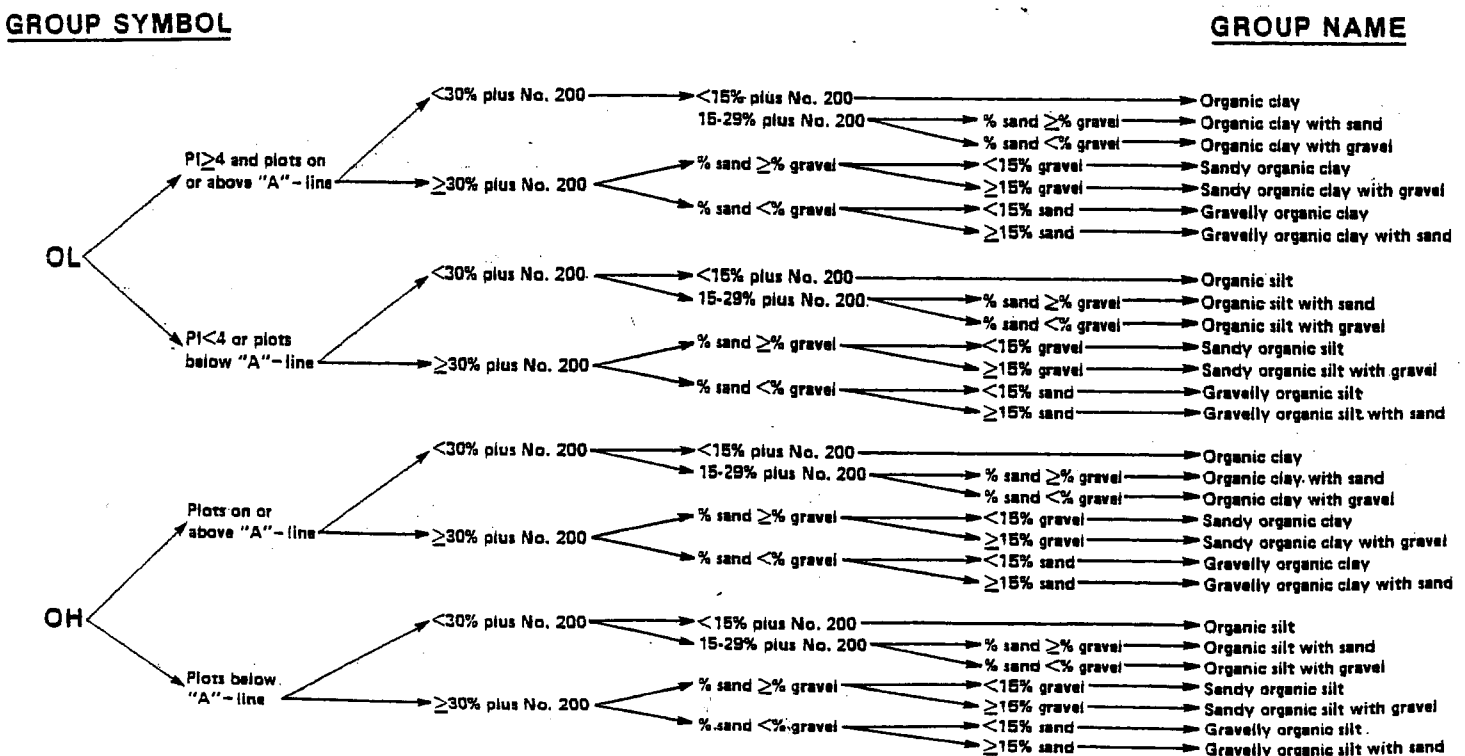 GROUP SYMBOL
GROUP NAME
<30% plus No. 200 <15% plus No. 200 Organic clay
15-29% plus No. 200 % sand ≥% gravel Organic clay with sand
% sand <% gravel Organic clay with gravel
PI≥4 and plots on
or above "A"-line
≥30% plus No. 200 % sand ≥% gravel <15% gravel Sandy organic clay
≥15% gravel Sandy organic clay with gravel
% sand <% gravel <15% sand Gravelly organic clay
≥15% sand Gravelly organic clay with sand
OL
<30% plus No. 200 <15% plus No. 200 Organic silt
15-29% plus No. 200 % sand ≥% gravel Organic silt with sand
% sand <% gravel Organic silt with gravel
PI<4 or plots
below "A"-line
≥30% plus No. 200 % sand ≥% gravel <15% gravel Sandy organic silt
≥15% gravel Sandy organic silt with gravel
% sand <% gravel <15% sand Gravelly organic silt
≥15% sand Gravelly organic silt with sand
<30% plus No. 200 <15% plus No. 200 Organic clay
15-29% plus No. 200 % sand ≥% gravel Organic clay with sand
% sand <% gravel Organic clay with gravel
Plots on or
above "A"-line
≥30% plus No. 200 % sand ≥% gravel <15% gravel Sandy organic clay
≥15% gravel Sandy organic clay with gravel
% sand <% gravel <15% sand Gravelly organic clay
≥15% sand Gravelly organic clay with sand
OH
<30% plus No. 200 <15% plus No. 200 Organic silt
15-29% plus No. 200 % sand ≥% gravel Organic silt with sand
% sand <% gravel Organic silt with gravel
Plots below
"A"-line
≥30% plus No. 200 % sand ≥% gravel <15% gravel Sandy organic silt
≥15% gravel Sandy organic silt with gravel
% sand <% gravel <15% sand Gravelly organic silt
≥15% sand Gravelly organic silt with sand